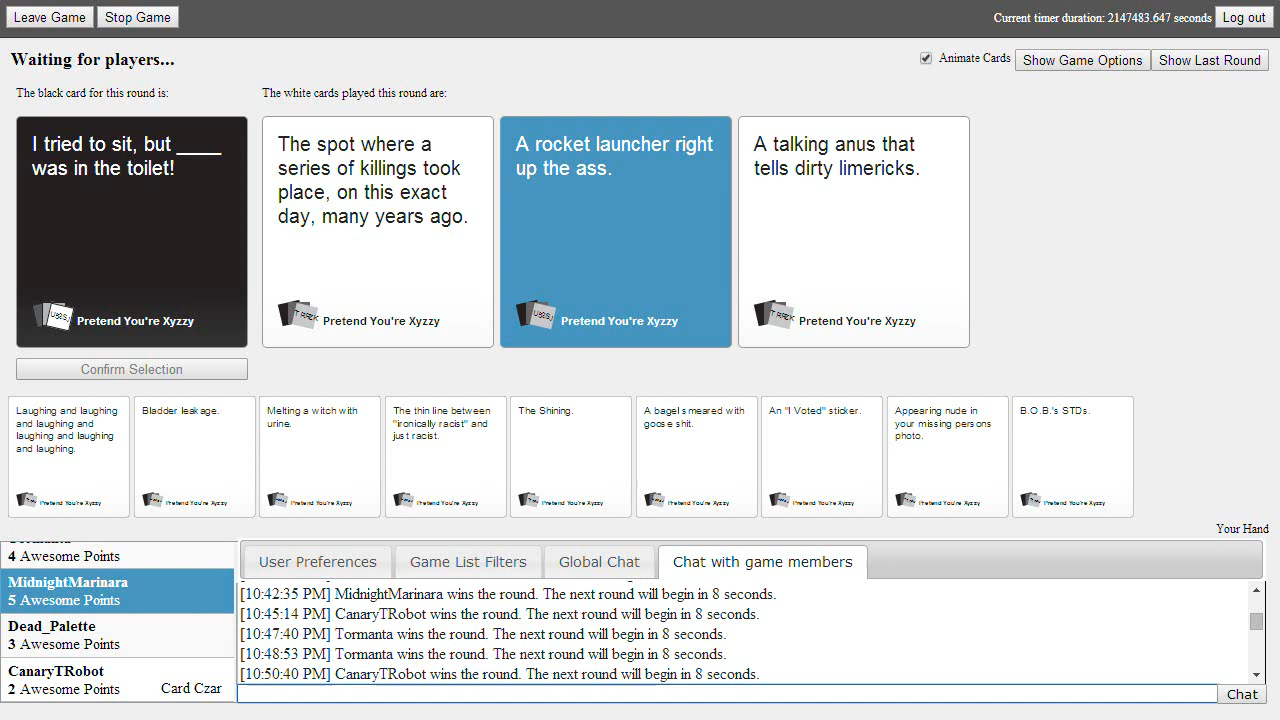 Leave Game Stop Game Current timer duration: 2147483.647 seconds Log out
Waiting for players... Animate Cards Show Game Options Show Last Round
The black card for this round is: The white cards played this round are:
I tried to sit, but ____
was in the toilet!
Pretend You're Xyzzy
The spot where a
series of killings took
place, on this exact
day, many years ago.
Pretend You're Xyzzy
A rocket launcher right
up the ass.
Pretend You're Xyzzy
A talking anus that
tells dirty limericks.
Pretend You're Xyzzy
Confirm Selection
Laughing and laughing
and laughing and
laughing and laughing
and laughing.
Pretend You're Xyzzy
Bladder leakage.
Pretend You're Xyzzy
Melting a witch with
urine.
Pretend You're Xyzzy
The thin line between
"ironically racist" and
just racist.
Pretend You're Xyzzy
The Shining.
Pretend You're Xyzzy
A bagel smeared with
goose shit.
Pretend You're Xyzzy
An "I Voted" sticker.
Pretend You're Xyzzy
Appearing nude in
your missing persons
photo.
Pretend You're Xyzzy
B.O.B.'s STDs.
Pretend You're Xyzzy
Your Hand
4 Awesome Points
MidnightMarinara
5 Awesome Points
Dead_Palette
3 Awesome Points
CanaryTRobot
2 Awesome Points Card Czar
User Preferences Game List Filters Global Chat Chat with game members
[10:42:35 PM] MidnightMarinara wins the round. The next round will begin in 8 seconds.
[10:45:14 PM] CanaryTRobot wins the round. The next round will begin in 8 seconds.
[10:47:40 PM] Tormanta wins the round. The next round will begin in 8 seconds.
[10:48:53 PM] Tormanta wins the round. The next round will begin in 8 seconds.
[10:50:40 PM] CanaryTRobot wins the round. The next round will begin in 8 seconds.
Chat